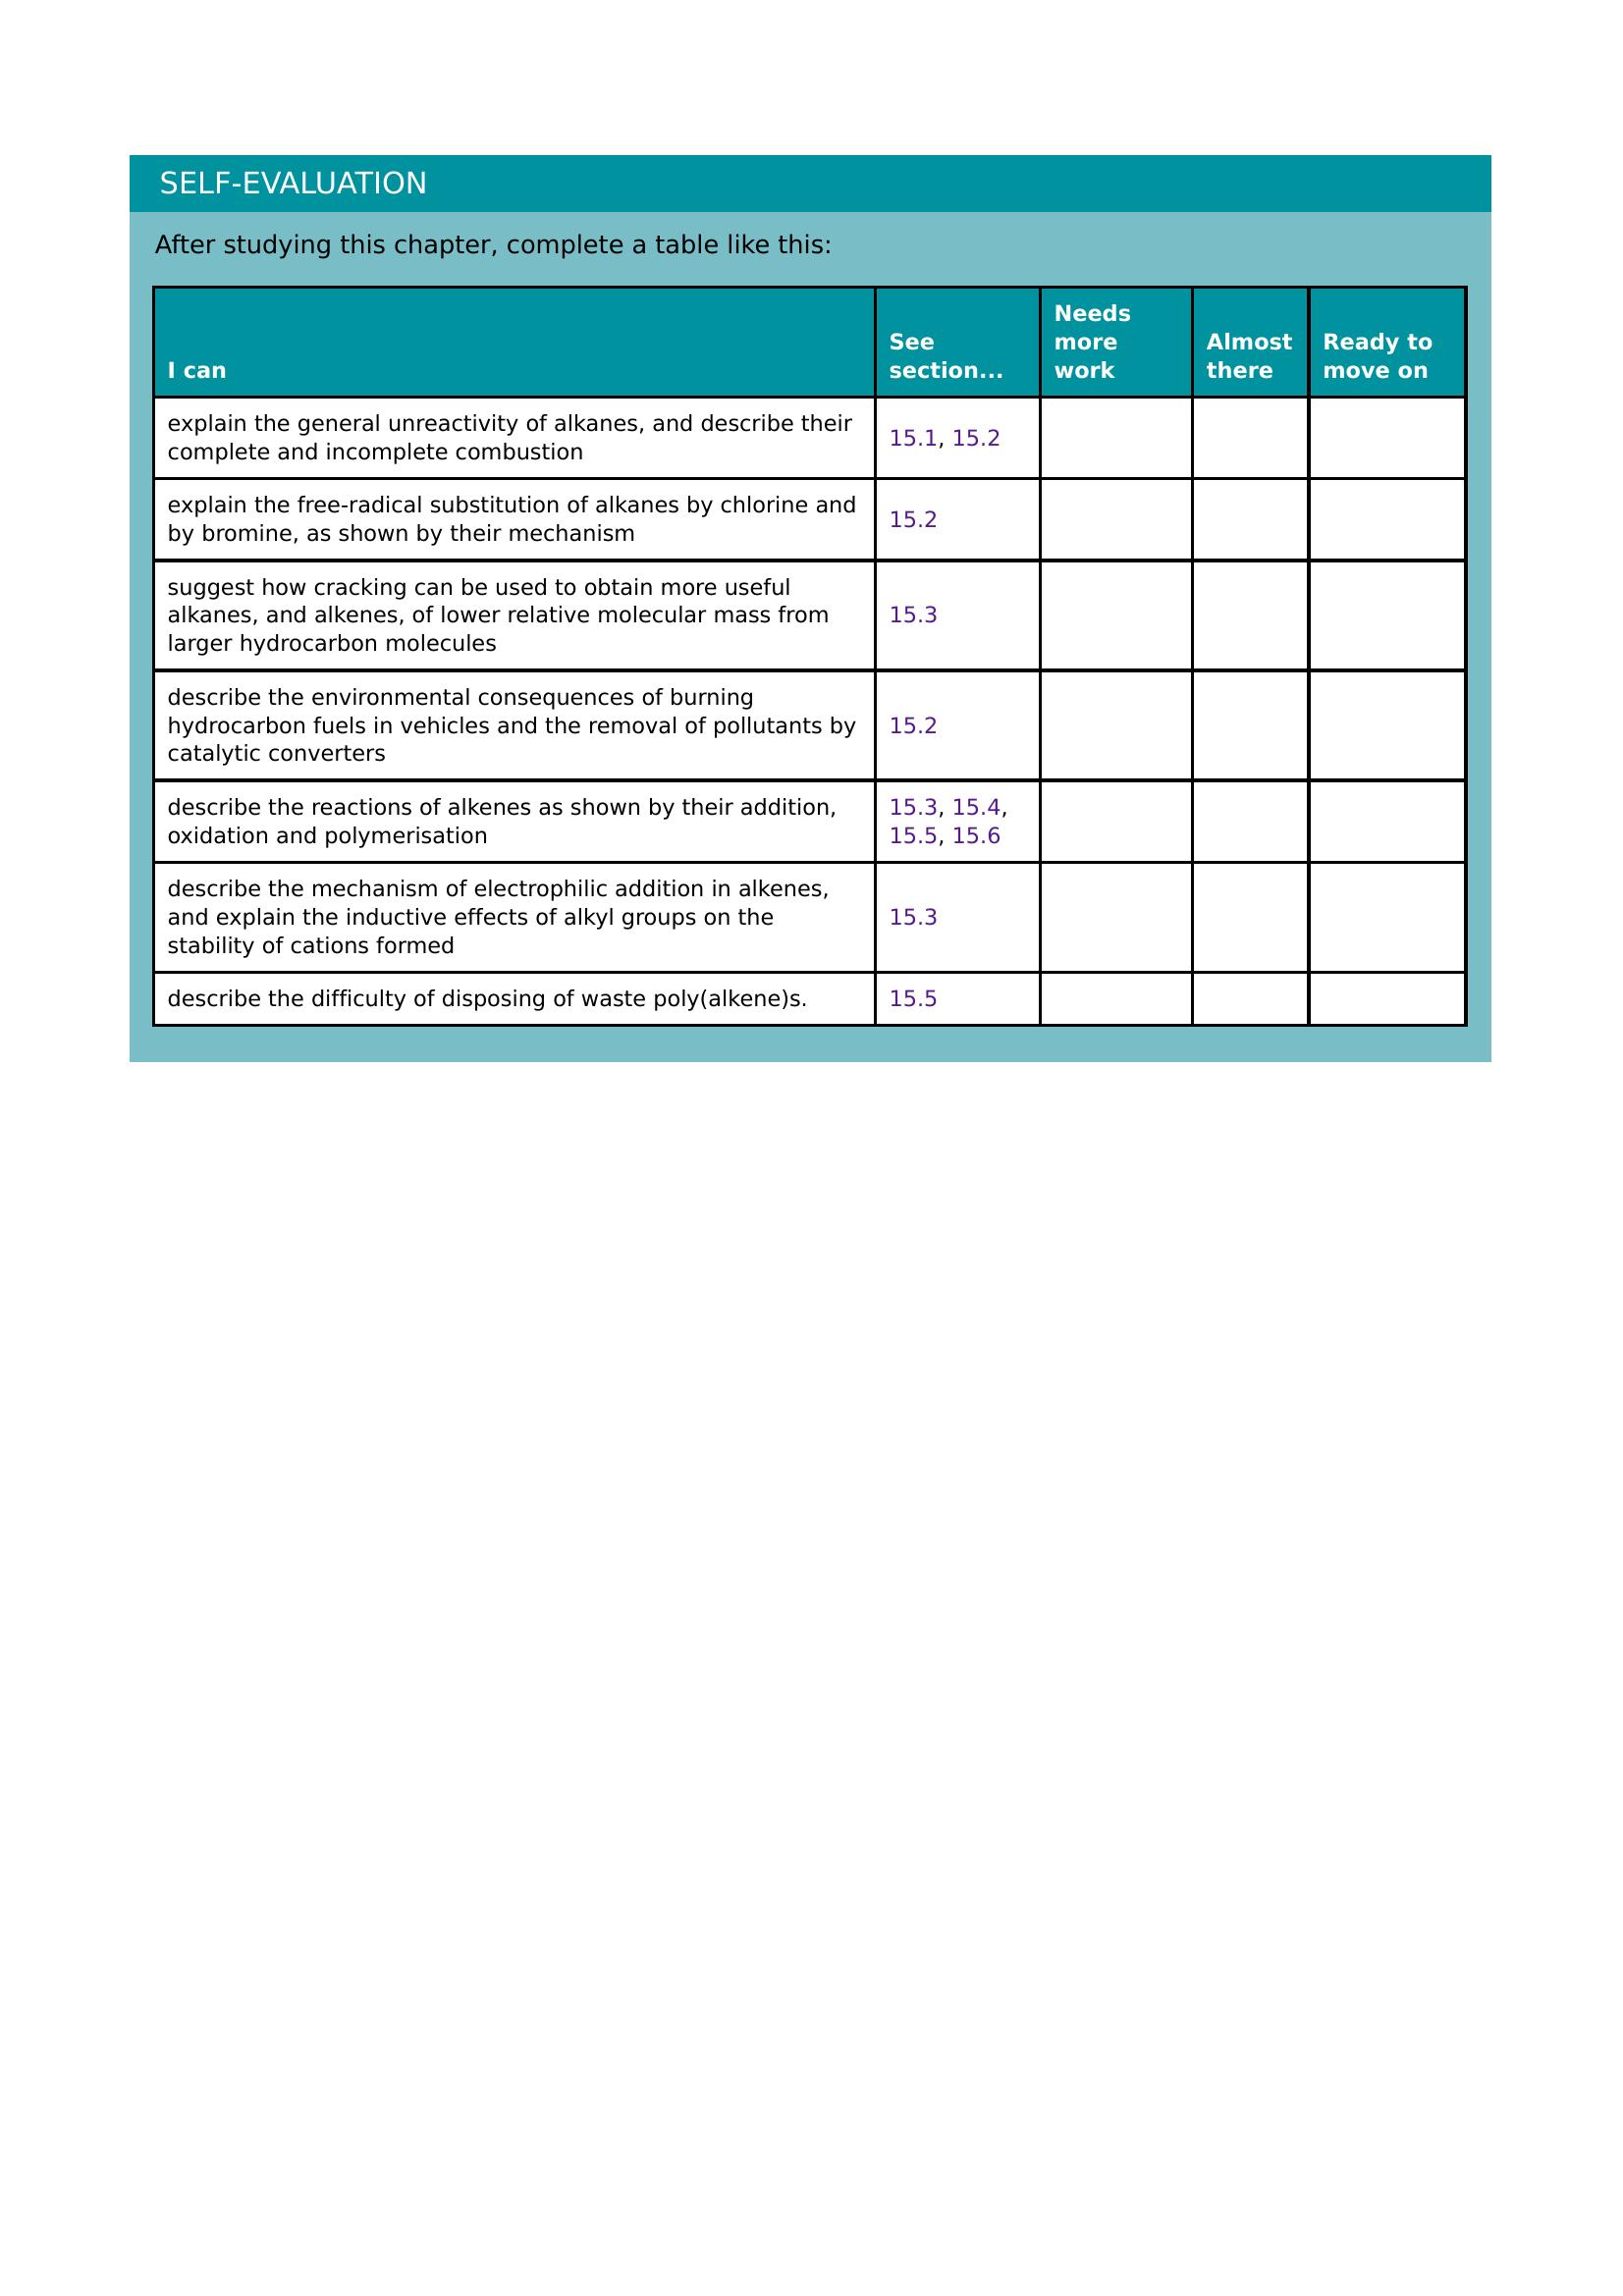 SELF-EVALUATION
After studying this chapter, complete a table like this:
I can
See
section...
Needs
more
work
Almost
there
Ready to
move on
explain the general unreactivity of alkanes, and describe their
complete and incomplete combustion
15.1, 15.2
explain the free-radical substitution of alkanes by chlorine and
by bromine, as shown by their mechanism
15.2
suggest how cracking can be used to obtain more useful
alkanes, and alkenes, of lower relative molecular mass from
larger hydrocarbon molecules
15.3
describe the environmental consequences of burning
hydrocarbon fuels in vehicles and the removal of pollutants by
catalytic converters
15.2
describe the reactions of alkenes as shown by their addition,
oxidation and polymerisation
15.3, 15.4,
15.5, 15.6
describe the mechanism of electrophilic addition in alkenes,
and explain the inductive effects of alkyl groups on the
stability of cations formed
15.3
describe the difficulty of disposing of waste poly(alkene)s.
15.5